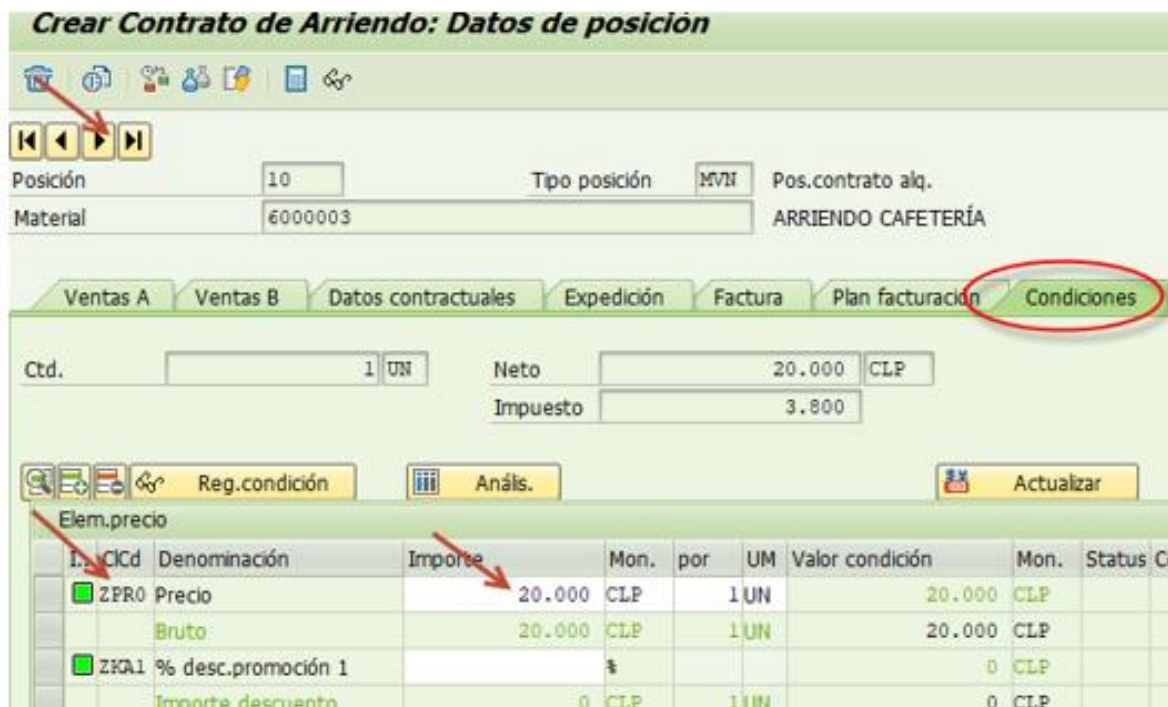 Crear Contrato de Arriendo: Datos de posición
Posición 10 Tipo posición MVN Pos.contrato alq.
Material 6000003 ARRIENDO CAFETERÍA
Ventas A Ventas B Datos contractuales Expedición Factura Plan facturación Condiciones
Ctd. 1 UN Neto 20.000 CLP
Impuesto 3.800
Reg.condición Anális. Actualizar
Elem.precio
I.. ClCd Denominación Importe Mon. por UM Valor condición Mon. Status C
ZPR0 Precio 20.000 CLP 1 UN 20.000 CLP
Bruto 20.000 CLP 1 UN 20.000 CLP
ZKA1 % desc.promoción 1 % 0 CLP
Importe descuento 0 CLP 1 UN 0 CLP